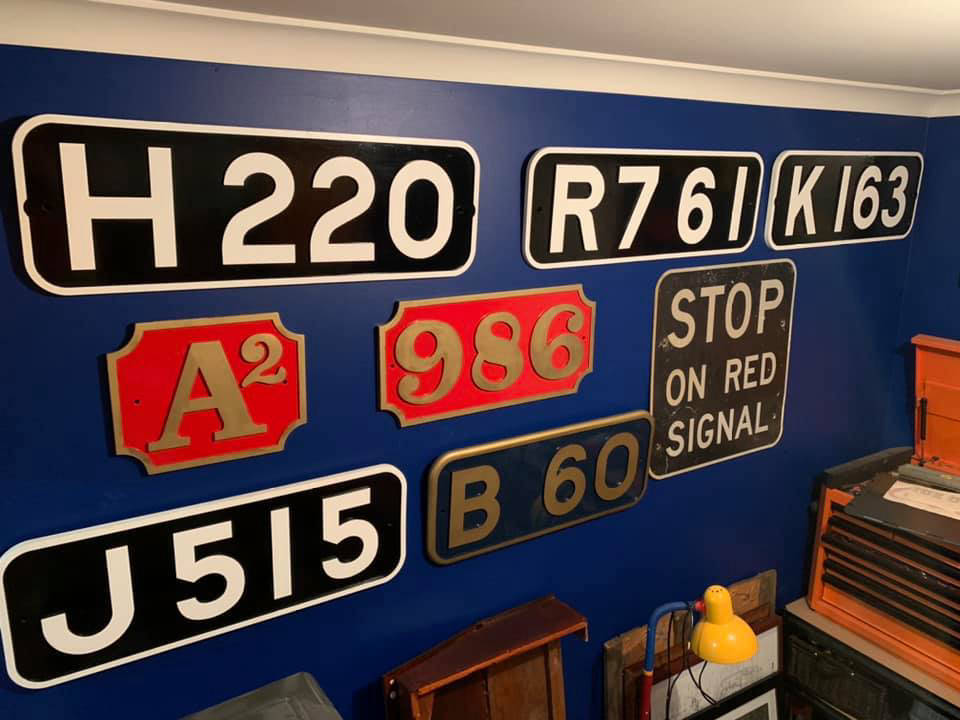 H220
R761
K163
A2
986
STOP
ON RED
SIGNAL
B 60
J515